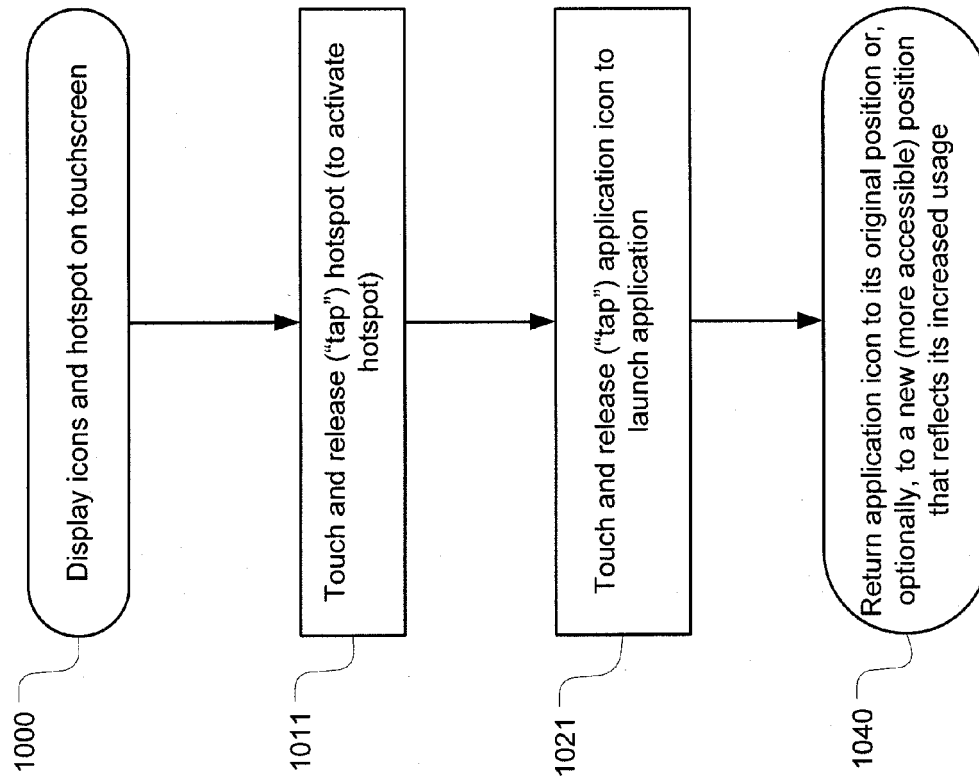 1000
Display icons and hotspot on touchscreen
1011
Touch and release (“tap”) hotspot (to activate
hotspot)
1021
Touch and release (“tap”) application icon to
launch application
1040
Return application icon to its original position or,
optionally, to a new (more accessible) position
that reflects its increased usage